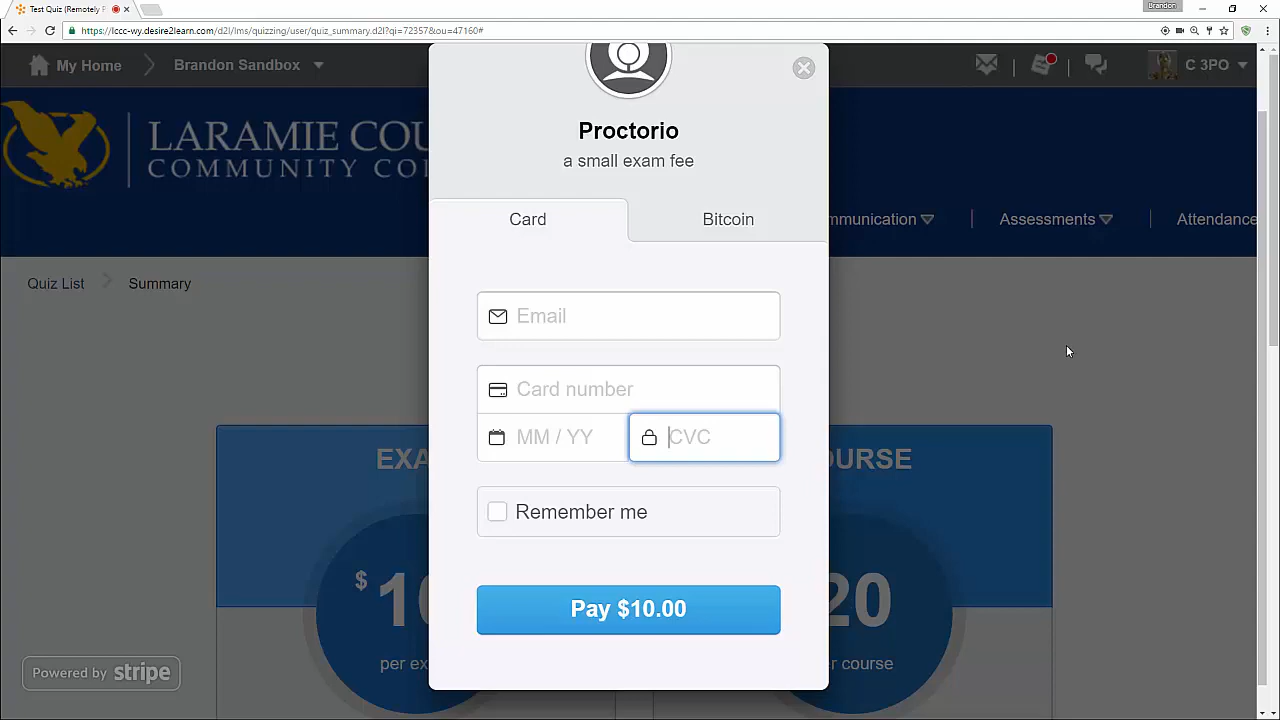 Test Quiz (Remotely F
Brandon
https://lccc-wy.desire2learn.com/d2l/lms/quizzing/user/quiz_summary.d2l?qi=72357&ou=47160#
My Home
Brandon Sandbox
C 3PO
LARAMIE COU
COMMUNITY COL
Proctorio
a small exam fee
Card
Bitcoin
mmunication
Assessments
Attendance
Quiz List
Summary
Email
Card number
MM / YY
CVC
EXA
OURSE
Remember me
$
10
20
Pay $10.00
per ex
er course
Powered by stripe